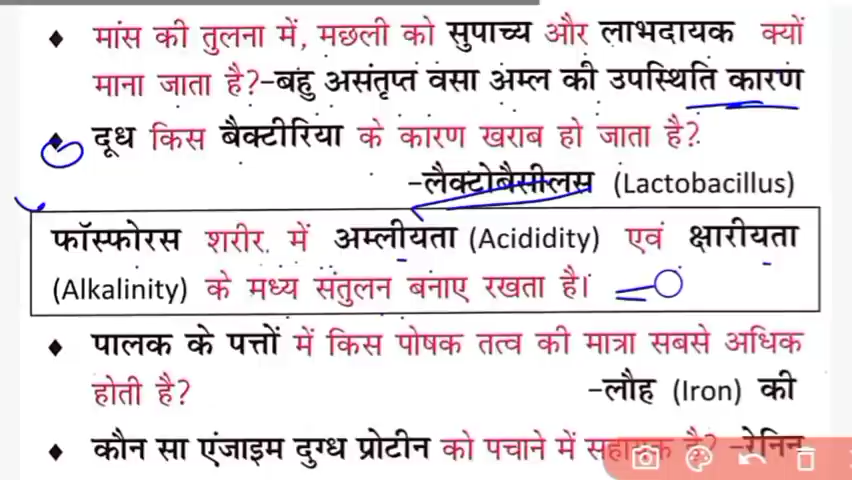 ♦ मांस की तुलना में, मछली को सुपाच्य और लाभदायक क्यों
माना जाता है?-बहु असंतृप्त वसा अम्ल की उपस्थिति कारण
♦ दूध किस बैक्टीरिया के कारण खराब हो जाता है?
-लैक्टोबैसीलस (Lactobacillus)
फॉस्फोरस शरीर में अम्लीयता (Acididity) एवं क्षारीयता
(Alkalinity) के मध्य संतुलन बनाए रखता है।
♦ पालक के पत्तों में किस पोषक तत्व की मात्रा सबसे अधिक
होती है? -लौह (Iron) की
♦ कौन सा एंजाइम दुग्ध प्रोटीन को पचाने में सहायक है? -रेनिन